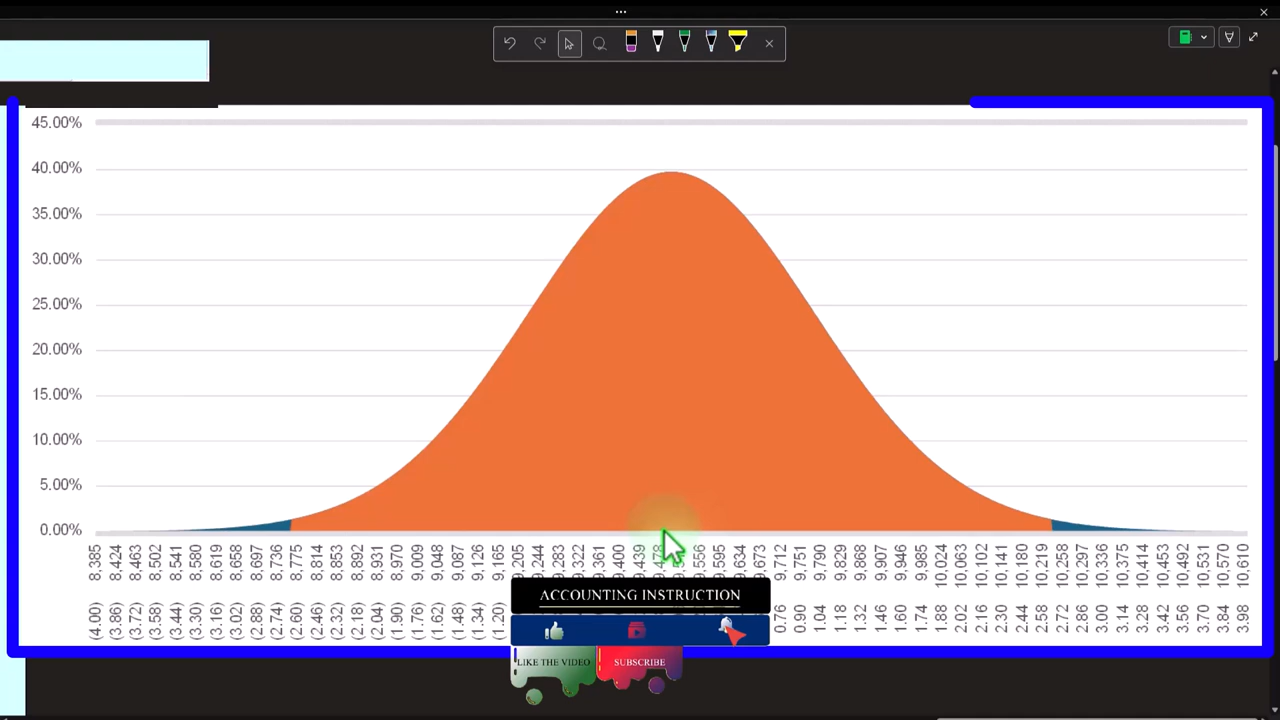 45.00%
40.00%
35.00%
30.00%
25.00%
20.00%
15.00%
10.00%
5.00%
0.00%
8,385 8,424 8,463 8,502 8,541 8,580 8,619 8,658 8,697 8,736 8,775 8,814 8,853 8,892 8,931 8,970 9,009 9,048 9,087 9,126 9,165 9,205 9,244 9,283 9,322 9,361 9,400 9,439 9,478 9,556 9,595 9,634 9,673 9,712 9,751 9,790 9,829 9,868 9,907 9,946 9,985 10,024 10,063 10,102 10,141 10,180 10,219 10,258 10,297 10,336 10,375 10,414 10,453 10,492 10,531 10,570 10,610
(4.00) (3.86) (3.72) (3.58) (3.44) (3.30) (3.16) (3.02) (2.88) (2.74) (2.60) (2.46) (2.32) (2.18) (2.04) (1.90) (1.76) (1.62) (1.48) (1.34) (1.20) 0.76 0.90 1.04 1.18 1.32 1.46 1.60 1.74 1.88 2.02 2.16 2.30 2.44 2.58 2.72 2.86 3.00 3.14 3.28 3.42 3.56 3.70 3.84 3.98
ACCOUNTING INSTRUCTION
LIKE THE VIDEO SUBSCRIBE